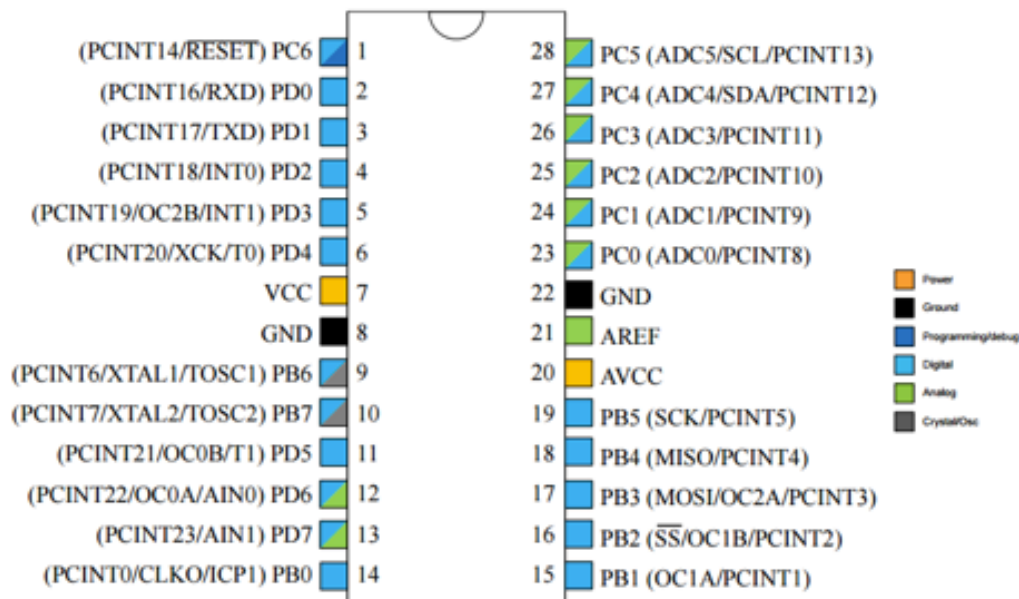 (PCINT14/RESET) PC6 1
(PCINT16/RXD) PD0 2
(PCINT17/TXD) PD1 3
(PCINT18/INT0) PD2 4
(PCINT19/OC2B/INT1) PD3 5
(PCINT20/XCK/T0) PD4 6
VCC 7
GND 8
(PCINT6/XTAL1/TOSC1) PB6 9
(PCINT7/XTAL2/TOSC2) PB7 10
(PCINT21/OC0B/T1) PD5 11
(PCINT22/OC0A/AIN0) PD6 12
(PCINT23/AIN1) PD7 13
(PCINT0/CLKO/ICP1) PB0 14
28 PC5 (ADC5/SCL/PCINT13)
27 PC4 (ADC4/SDA/PCINT12)
26 PC3 (ADC3/PCINT11)
25 PC2 (ADC2/PCINT10)
24 PC1 (ADC1/PCINT9)
23 PC0 (ADC0/PCINT8)
22 GND
21 AREF
20 AVCC
19 PB5 (SCK/PCINT5)
18 PB4 (MISO/PCINT4)
17 PB3 (MOSI/OC2A/PCINT3)
16 PB2 (SS/OC1B/PCINT2)
15 PB1 (OC1A/PCINT1)
Power
Ground
Programming/debug
Digital
Analog
Crystal/Osc